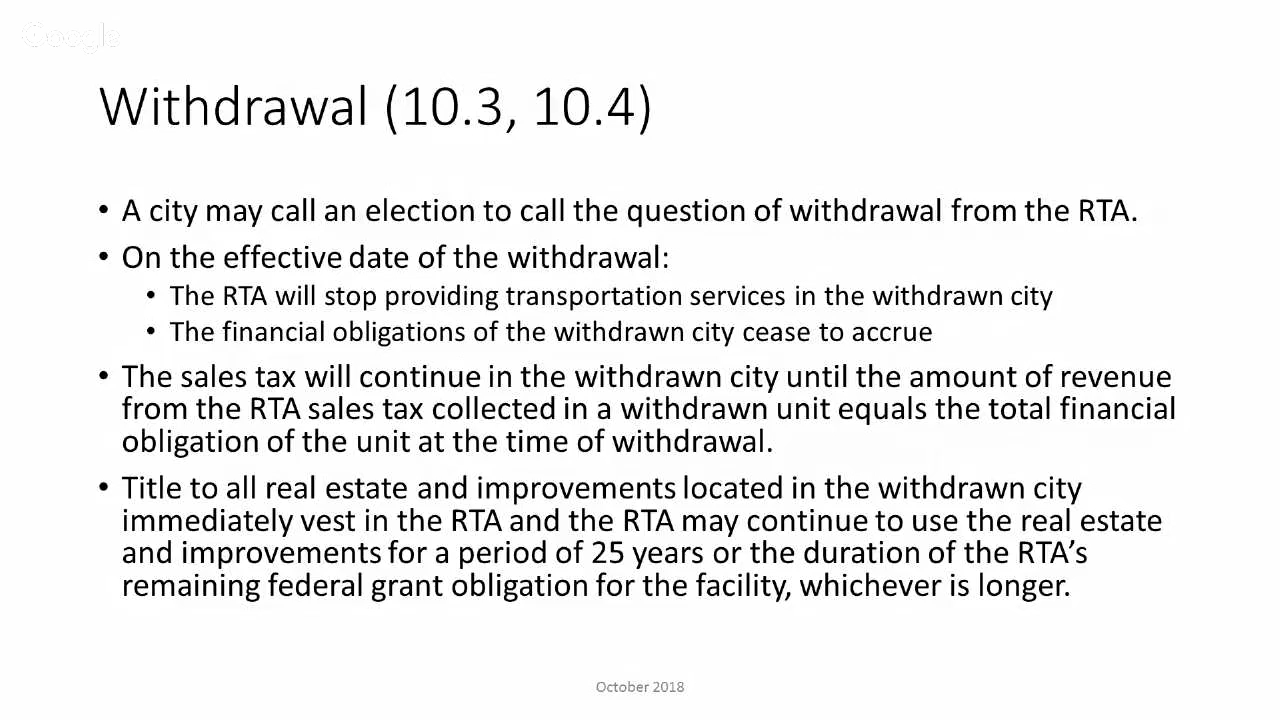 Google
Withdrawal (10.3, 10.4)
• A city may call an election to call the question of withdrawal from the RTA.
• On the effective date of the withdrawal:
• The RTA will stop providing transportation services in the withdrawn city
• The financial obligations of the withdrawn city cease to accrue
• The sales tax will continue in the withdrawn city until the amount of revenue
from the RTA sales tax collected in a withdrawn unit equals the total financial
obligation of the unit at the time of withdrawal.
• Title to all real estate and improvements located in the withdrawn city
immediately vest in the RTA and the RTA may continue to use the real estate
and improvements for a period of 25 years or the duration of the RTA’s
remaining federal grant obligation for the facility, whichever is longer.
October 2018